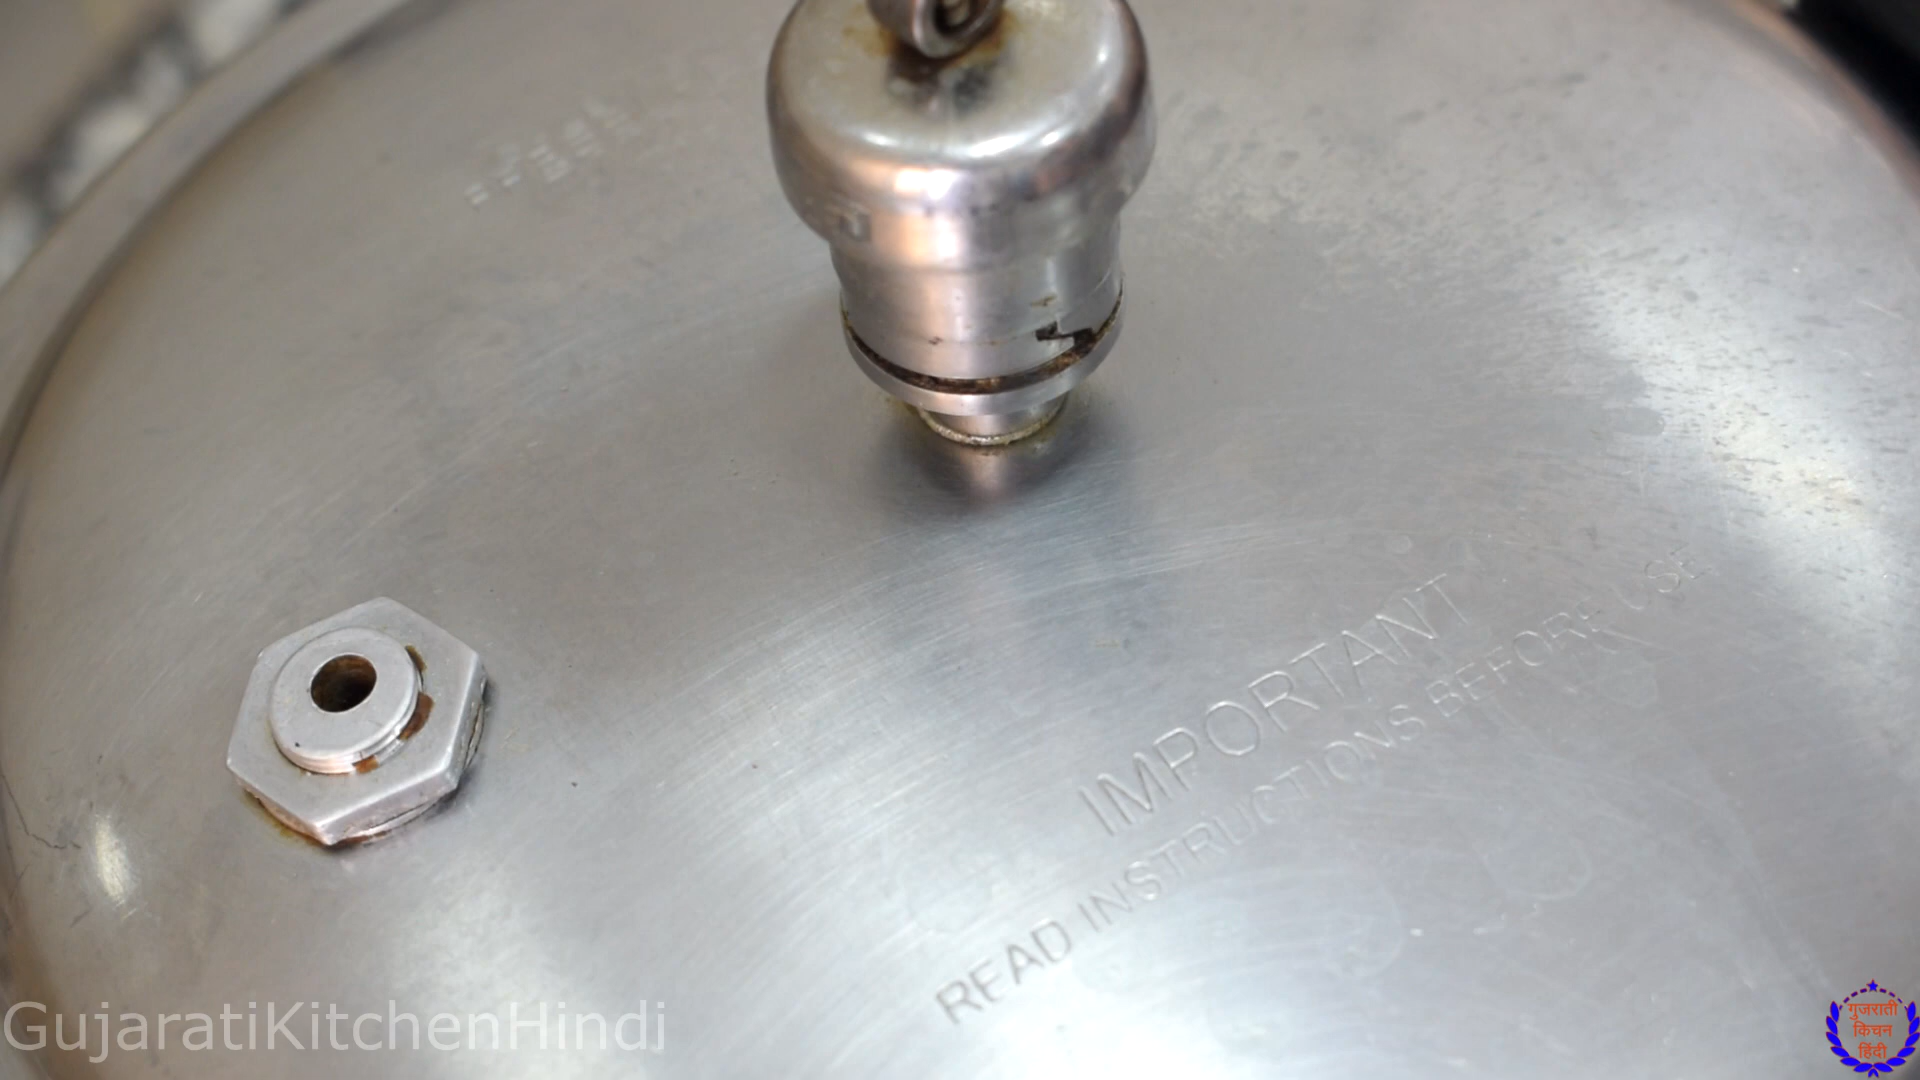 IMPORTANT
READ INSTRUCTIONS BEFORE USE
GujaratiKitchenHindi
गुजराती
किचन
हिंदी